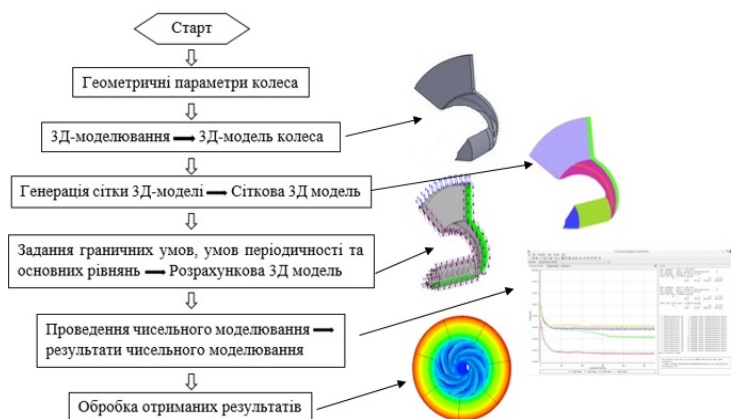 Старт
Геометричні параметри колеса
3Д-моделювання ➞ 3Д-модель колеса
Генерація сітки 3Д-моделі ➞ Сіткова 3Д модель
Задання граничних умов, умов періодичності та
основних рівнянь ➞ Розрахункова 3Д модель
Проведення чисельного моделювання ➞
результати чисельного моделювання
Обробка отриманих результатів